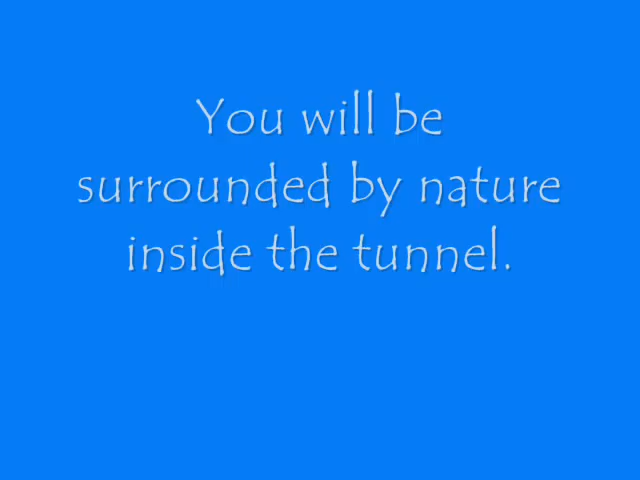 You will be
surrounded by nature
inside the tunnel.